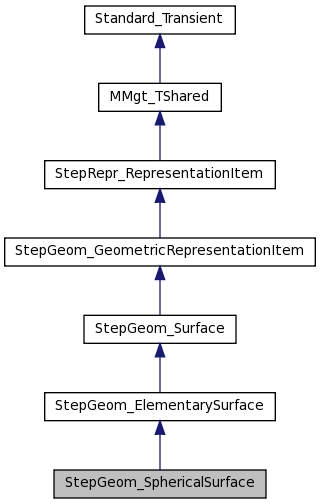 Standard_Transient
MMgt_TShared
StepRepr_RepresentationItem
StepGeom_GeometricRepresentationItem
StepGeom_Surface
StepGeom_ElementarySurface
StepGeom_SphericalSurface